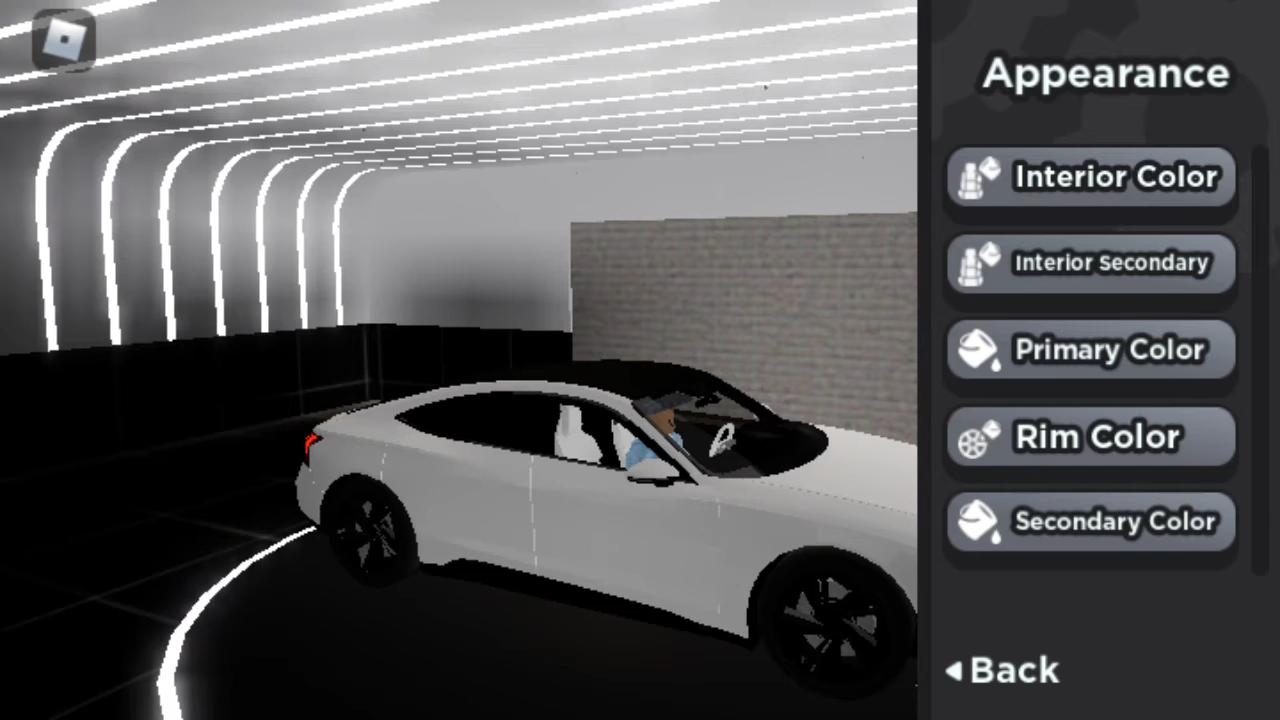 Appearance
Interior Color
Interior Secondary
Primary Color
Rim Color
Secondary Color
Back